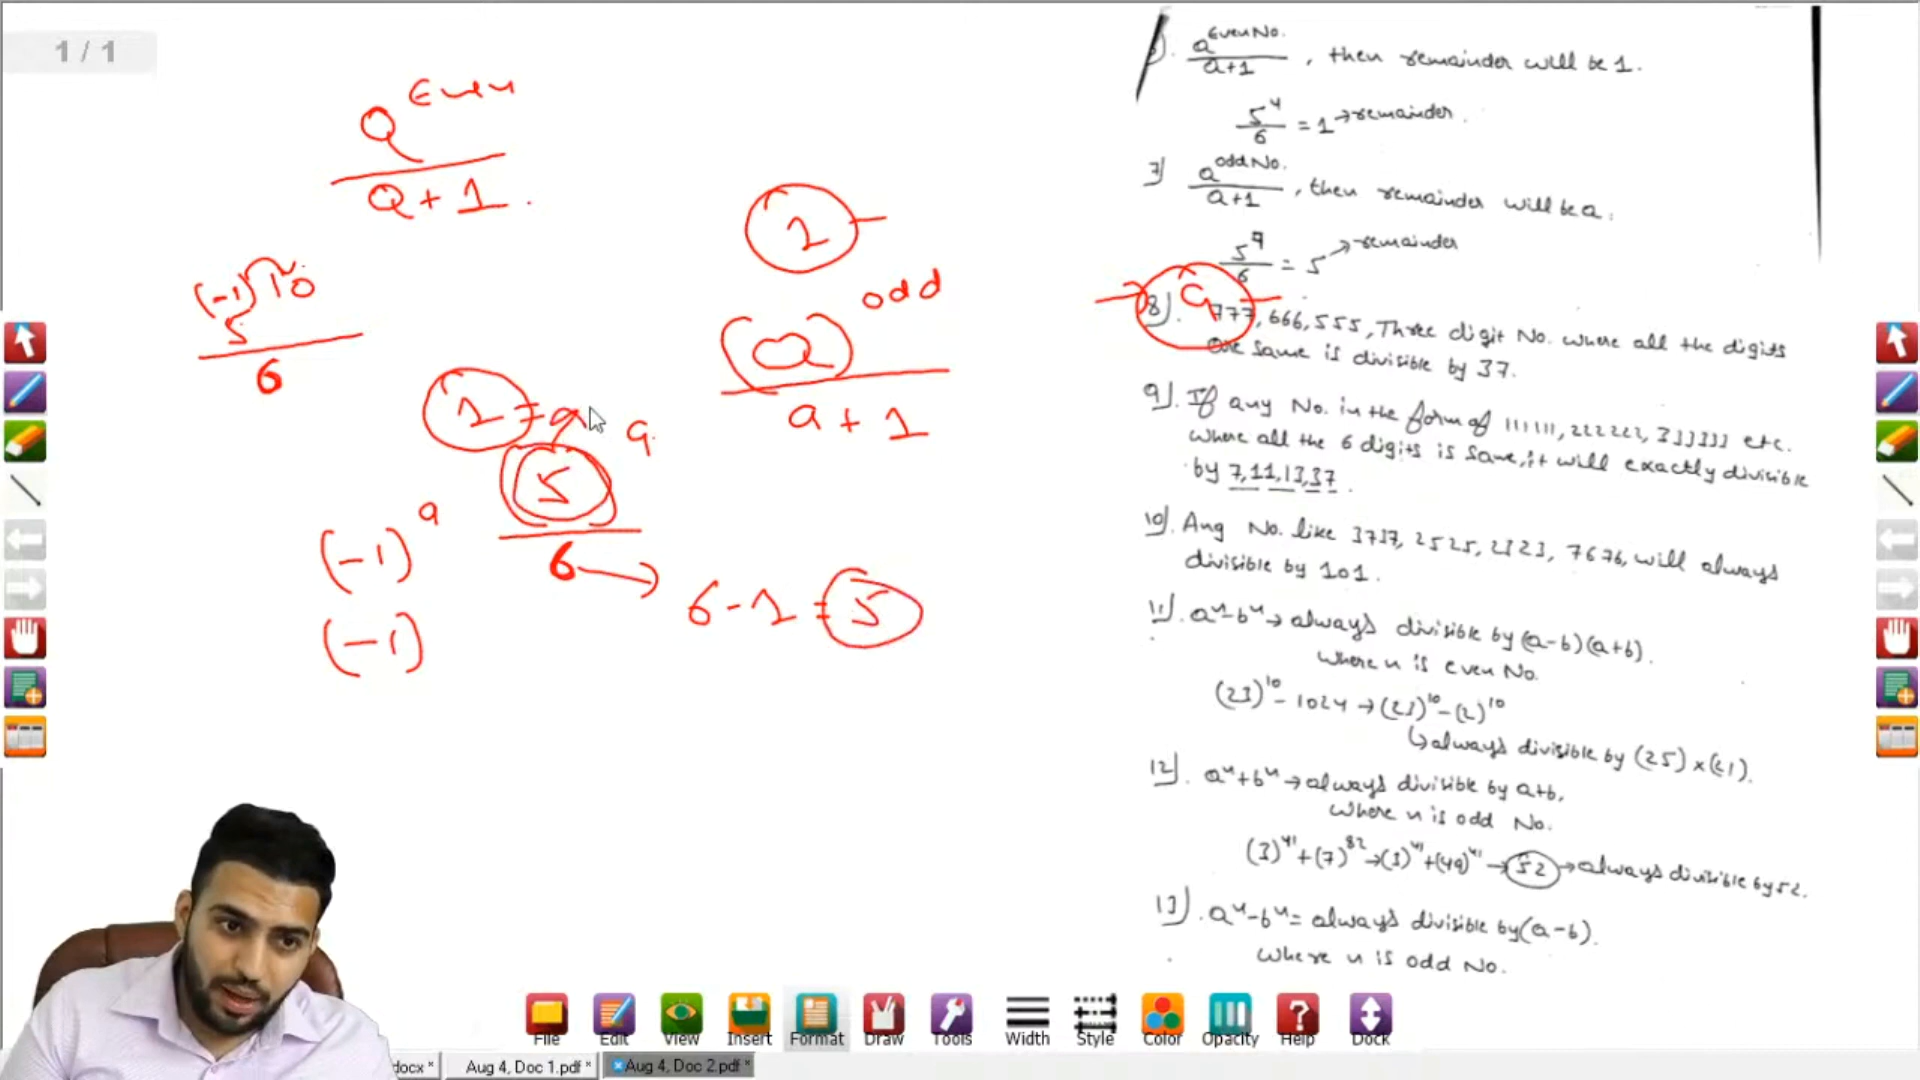 1 / 1
a Even
a + 1
(-1) 10
5
6
1 = a
9
5
6 → 6 - 1 = 5
(-1)^9
(-1)
1
(a) odd
a + 1
a^Even No. / a+1 , then remainder will be 1.
5^4 / 6 = 1 → remainder.
7] a^odd No. / a+1 , then remainder will be a.
5^9 / 6 = 5 → remainder
a
8]. 777, 666, 555, Three digit No. where all the digits
are same is divisible by 37.
9]. If any No. in the form of 111111, 222222, 333333 etc.
where all the 6 digits is same, it will exactly divisible
by 7,11,13,37.
10]. Any No. like 3737, 2525, 2323, 7676, will always
divisible by 101.
11]. a^n-b^n → always divisible by (a-b)(a+b).
where n is even No.
(23)^10 - 1024 → (23)^10 - (2)^10
↳ always divisible by (25) x (21).
12]. a^n+b^n → always divisible by a+b,
where n is odd No.
(3)^41 + (7)^82 → (3)^41 + (49)^41 → 52 → always divisible by 52.
13]. a^n-b^n = always divisible by (a-b).
where n is odd No.
File Edit View Insert Format Draw Tools Width Style Color Opacity Help Dock
docx * Aug 4, Doc 1.pdf * Aug 4, Doc 2.pdf *